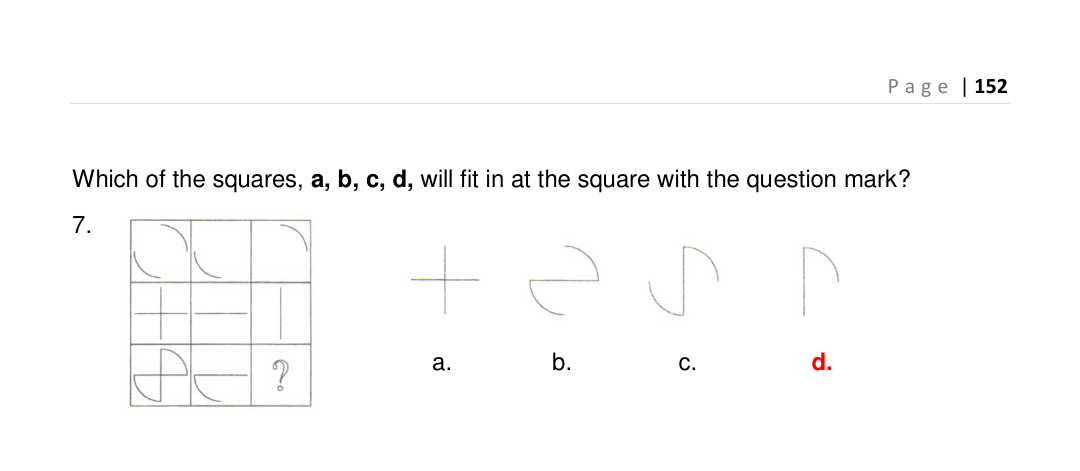 Page | 152
Which of the squares, a, b, c, d, will fit in at the square with the question mark?
7.
?
a. b. c. d.